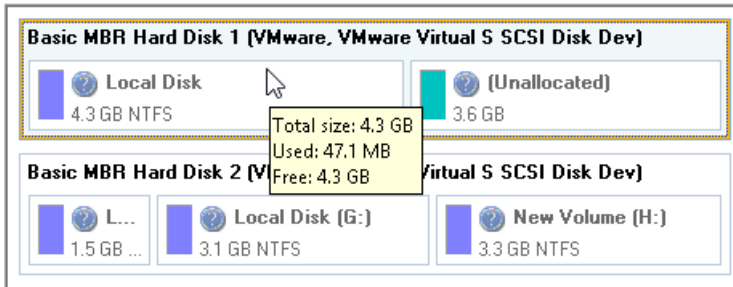 Basic MBR Hard Disk 1 (VMware, VMware Virtual S SCSI Disk Dev)
Local Disk
4.3 GB NTFS
(Unallocated)
3.6 GB
Total size: 4.3 GB
Used: 47.1 MB
Free: 4.3 GB
Basic MBR Hard Disk 2 (V Virtual S SCSI Disk Dev)
L...
1.5 GB ...
Local Disk (G:)
3.1 GB NTFS
New Volume (H:)
3.3 GB NTFS